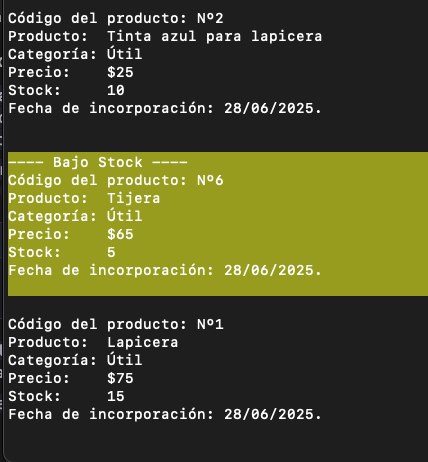 Código del producto: Nº2
Producto:  Tinta azul para lapicera
Categoría: Útil
Precio:    $25
Stock:     10
Fecha de incorporación: 28/06/2025.
---- Bajo Stock ----
Código del producto: Nº6
Producto:  Tijera
Categoría: Útil
Precio:    $65
Stock:     5
Fecha de incorporación: 28/06/2025.
Código del producto: Nº1
Producto:  Lapicera
Categoría: Útil
Precio:    $75
Stock:     15
Fecha de incorporación: 28/06/2025.